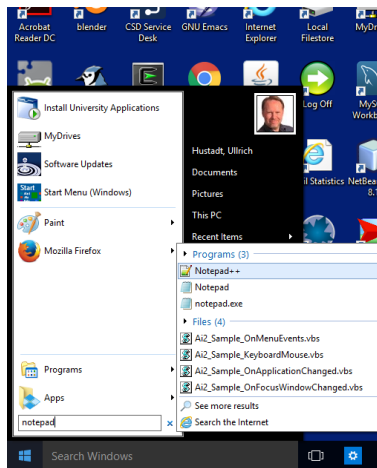 Acrobat Reader DC
blender
CSD Service Desk
GNU Emacs
Internet Explorer
Local Filestore
MyDr
Log Off
MyS
Workb
il Statistics
NetBea
8.1
Install University Applications
MyDrives
Software Updates
Start
Start Menu (Windows)
Paint
Mozilla Firefox
Programs
Apps
notepad
Hustadt, Ullrich
Documents
Pictures
This PC
Recent Items
Programs (3)
Notepad++
Notepad
notepad.exe
Files (4)
Ai2_Sample_OnMenuEvents.vbs
Ai2_Sample_KeyboardMouse.vbs
Ai2_Sample_OnApplicationChanged.vbs
Ai2_Sample_OnFocusWindowChanged.vbs
See more results
Search the Internet
Search Windows